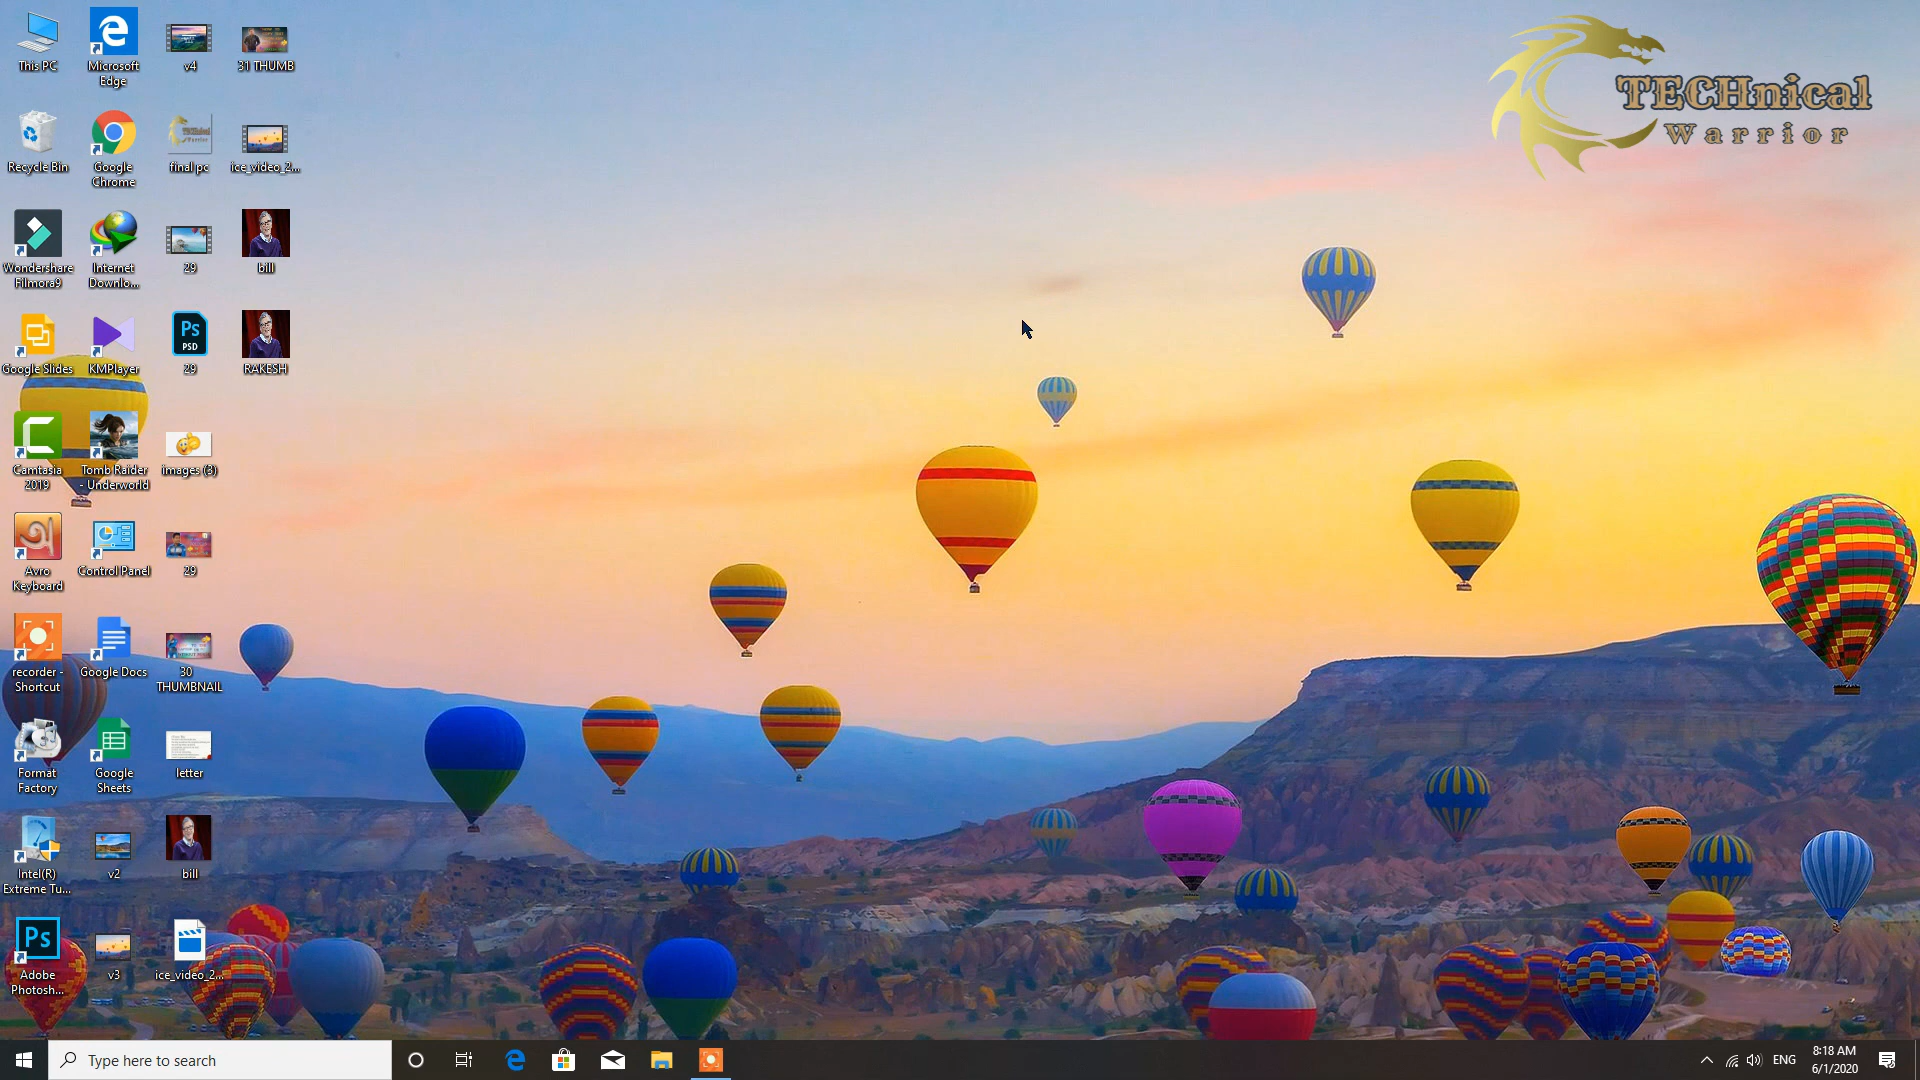 This PC
Microsoft
Edge
v4
31 THUMB
Recycle Bin
Google
Chrome
final pc
ice_video_2...
Wondershare
Filmora9
Internet
Downlo...
29
bill
Google Slides
KMPlayer
Ps
PSD
29
RAKESH
Camtasia
2019
Tomb Raider
- Underworld
images (3)
Avro
Keyboard
Control Panel
29
recorder -
Shortcut
Google Docs
30
THUMBNAIL
Format
Factory
Google
Sheets
letter
Intel(R)
Extreme Tu...
v2
bill
Ps
Adobe
Photosh...
v3
ice_video_2...
TECHnical
Warrior
Type here to search
ENG
8:18 AM
6/1/2020